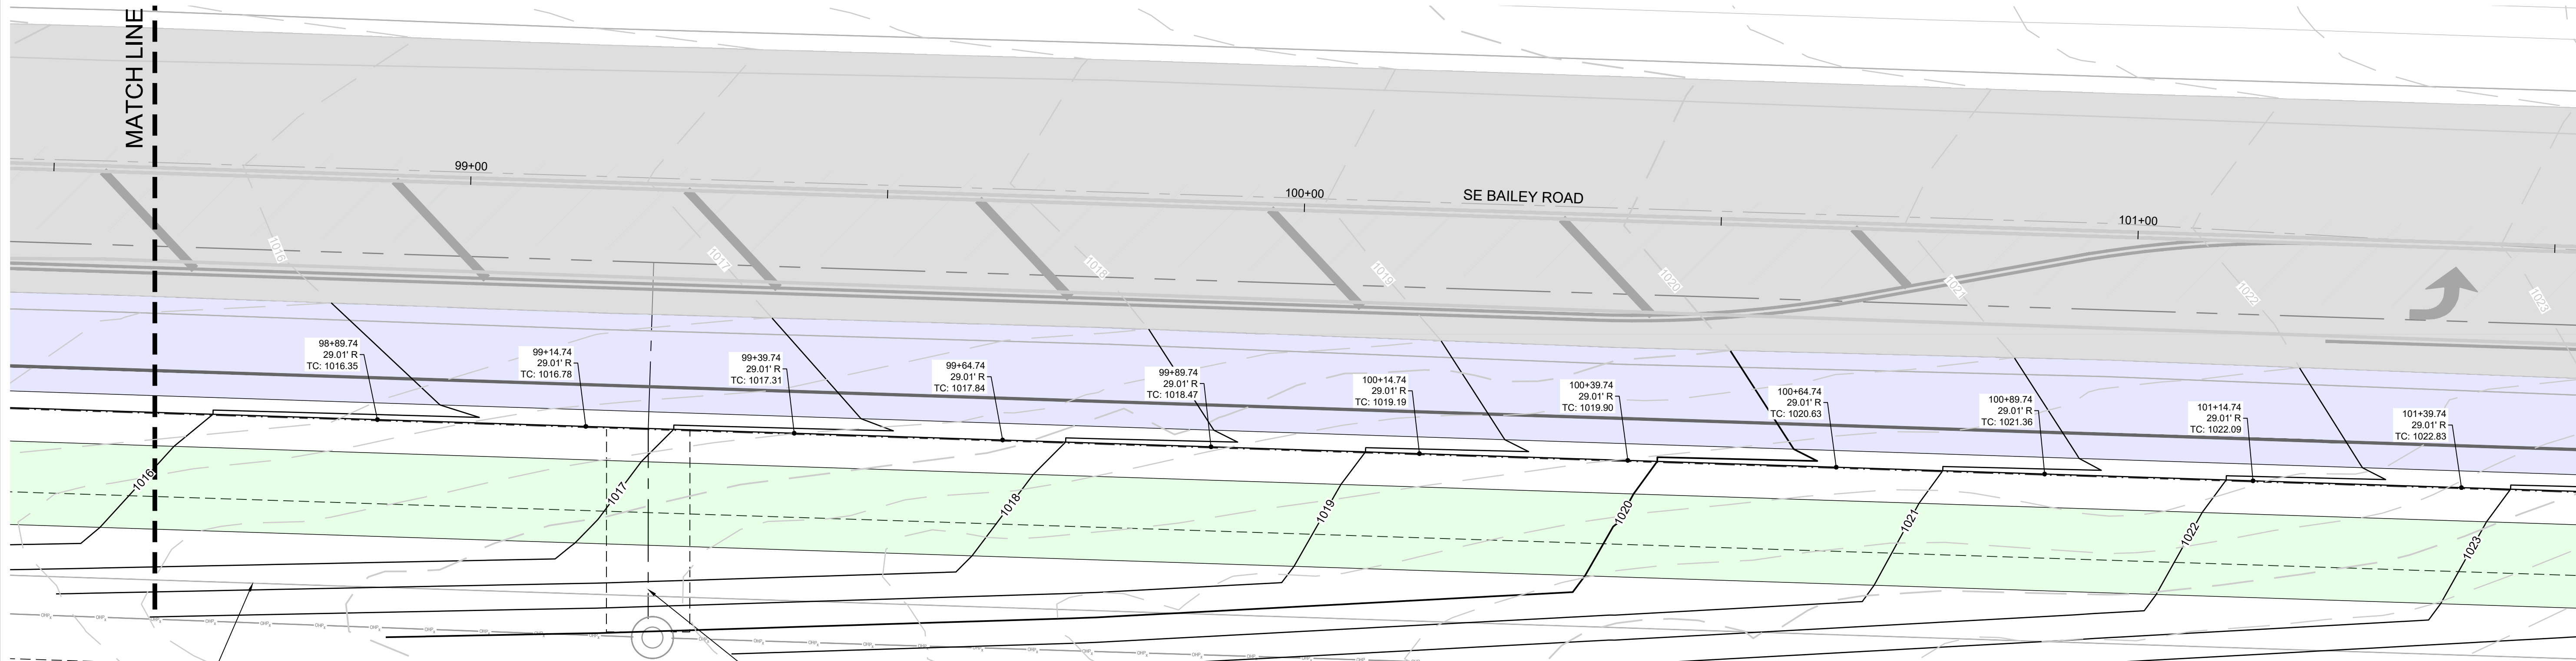 MATCH LINE
99+00
100+00
SE BAILEY ROAD
101+00
1016
1017
1018
1019
1020
1021
1022
1023
98+89.74
29.01' R
TC: 1016.35
99+14.74
29.01' R
TC: 1016.78
99+39.74
29.01' R
TC: 1017.31
99+64.74
29.01' R
TC: 1017.84
99+89.74
29.01' R
TC: 1018.47
100+14.74
29.01' R
TC: 1019.19
100+39.74
29.01' R
TC: 1019.90
100+64.74
29.01' R
TC: 1020.63
100+89.74
29.01' R
TC: 1021.36
101+14.74
29.01' R
TC: 1022.09
101+39.74
29.01' R
TC: 1022.83
1016
1017
1018
1019
1020
1021
1022
1023